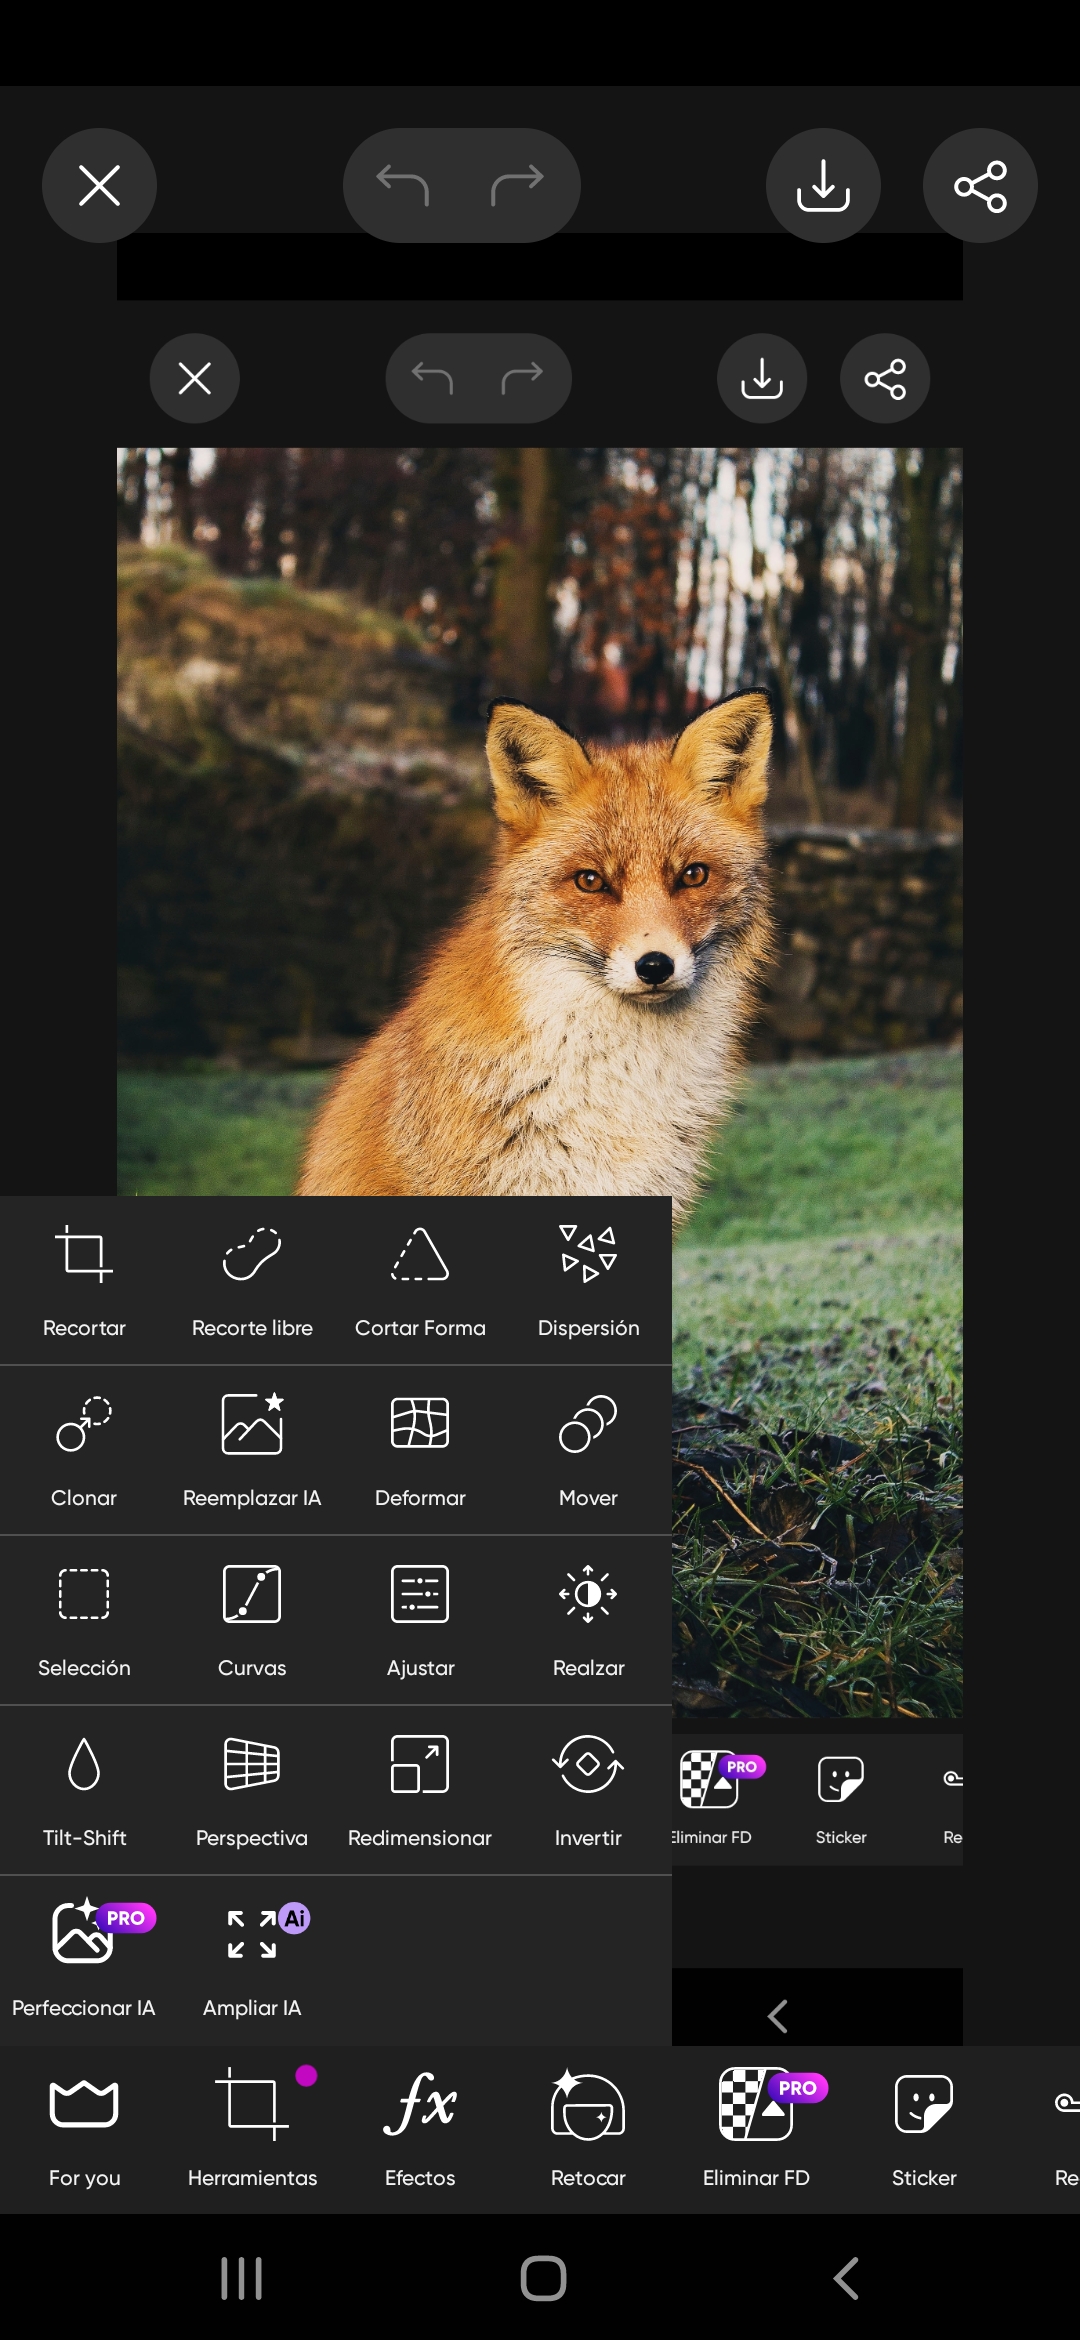 Recortar
Recorte libre
Cortar Forma
Dispersión
Clonar
Reemplazar IA
Deformar
Mover
Selección
Curvas
Ajustar
Realzar
Tilt-Shift
Perspectiva
Redimensionar
Invertir
PRO
Eliminar FD
Sticker
Re
PRO
Perfeccionar IA
Ai
Ampliar IA
For you
Herramientas
fx
Efectos
Retocar
PRO
Eliminar FD
Sticker
Re